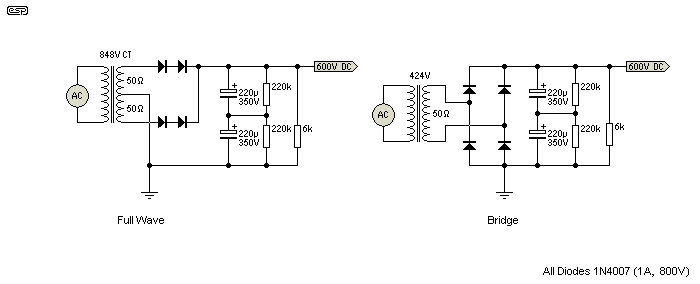 esp
848V CT
600V DC
50Ω
AC
50Ω
+
220µ
350V
220k
+
220µ
350V
220k
6k
Full Wave
424V
600V DC
AC
50Ω
+
220µ
350V
220k
+
220µ
350V
220k
6k
Bridge
All Diodes 1N4007 (1A, 800V)